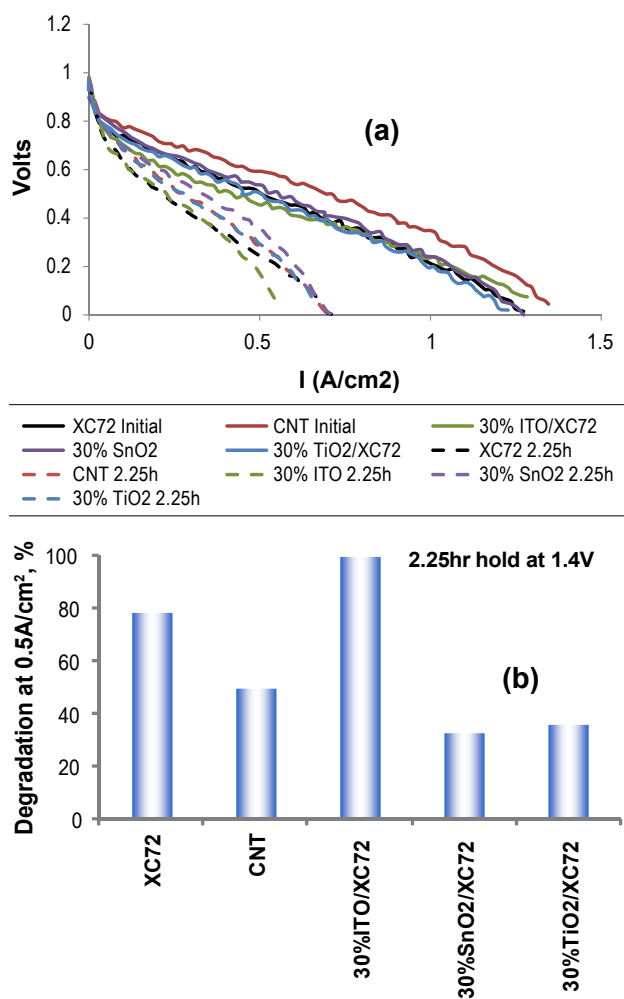 1.2
1
0.8
0.6
0.4
0.2
0
Volts
(a)
0 0.5 1 1.5
I (A/cm2)
XC72 Initial CNT Initial 30% ITO/XC72
30% SnO2 30% TiO2/XC72 XC72 2.25h
CNT 2.25h 30% ITO 2.25h 30% SnO2 2.25h
30% TiO2 2.25h
100
80
60
40
20
0
Degradation at 0.5A/cm², %
2.25hr hold at 1.4V
(b)
XC72
CNT
30%ITO/XC72
30%SnO2/XC72
30%TiO2/XC72